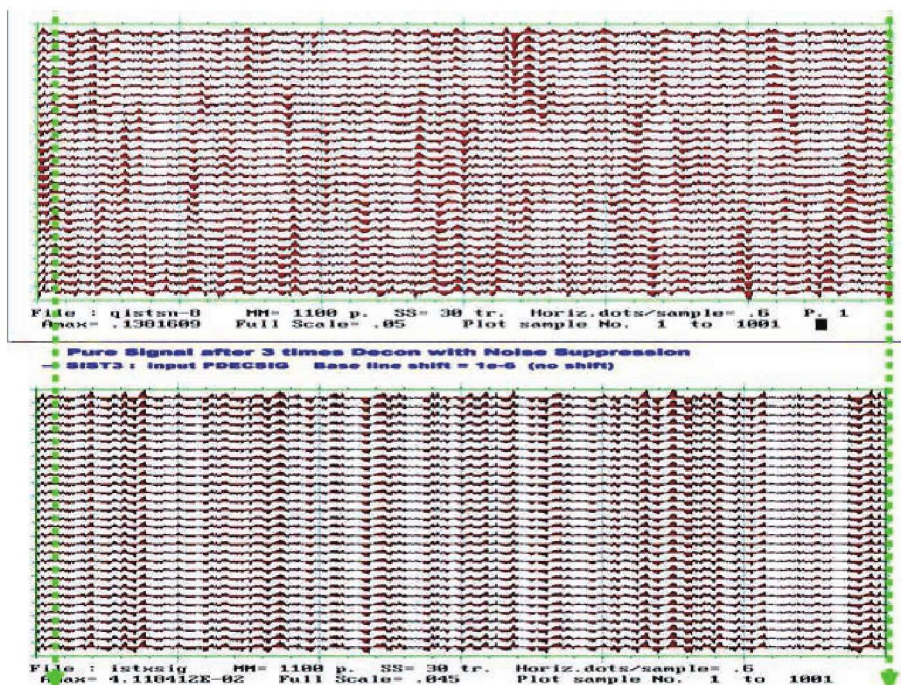 File : qistsn-8 MM= 1100 p. SS= 30 tr. Horiz.dots/sample= .6 P. 1
Amax= .1381609 Full Scale= .05 Plot sample No. 1 to 1001
Pure Signal after 3 times Decon with Noise Suppression
- SIST3 : input PDECSIG Base line shift = 1e-6 (no shift)
File : istxsig MM= 1100 p. SS= 30 tr. Horiz.dots/sample= .6
Amax= 4.118412E-02 Full Scale= .045 Plot sample No. 1 to 1001